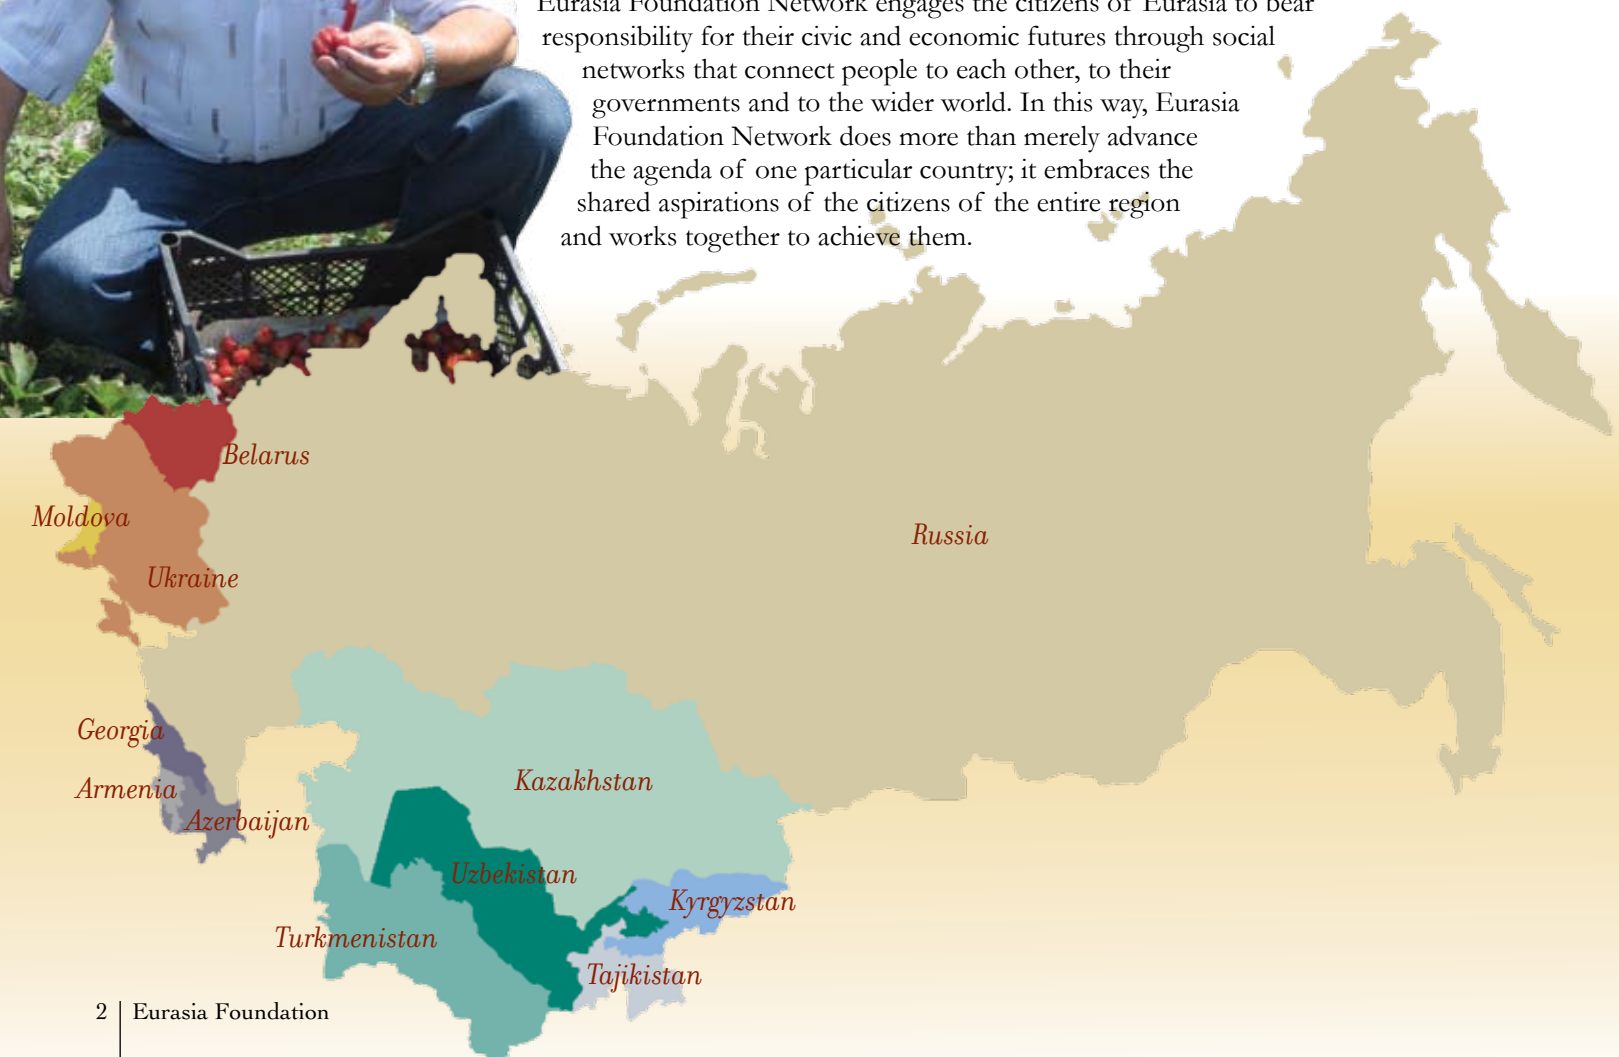 Eurasia Foundation Network engages the citizens of Eurasia to bear
responsibility for their civic and economic futures through social
networks that connect people to each other, to their
governments and to the wider world. In this way, Eurasia
Foundation Network does more than merely advance
the agenda of one particular country; it embraces the
shared aspirations of the citizens of the entire region
and works together to achieve them.
Belarus
Moldova
Russia
Ukraine
Georgia
Kazakhstan
Armenia
Azerbaijan
Uzbekistan
Kyrgyzstan
Turkmenistan
Tajikistan
2 Eurasia Foundation